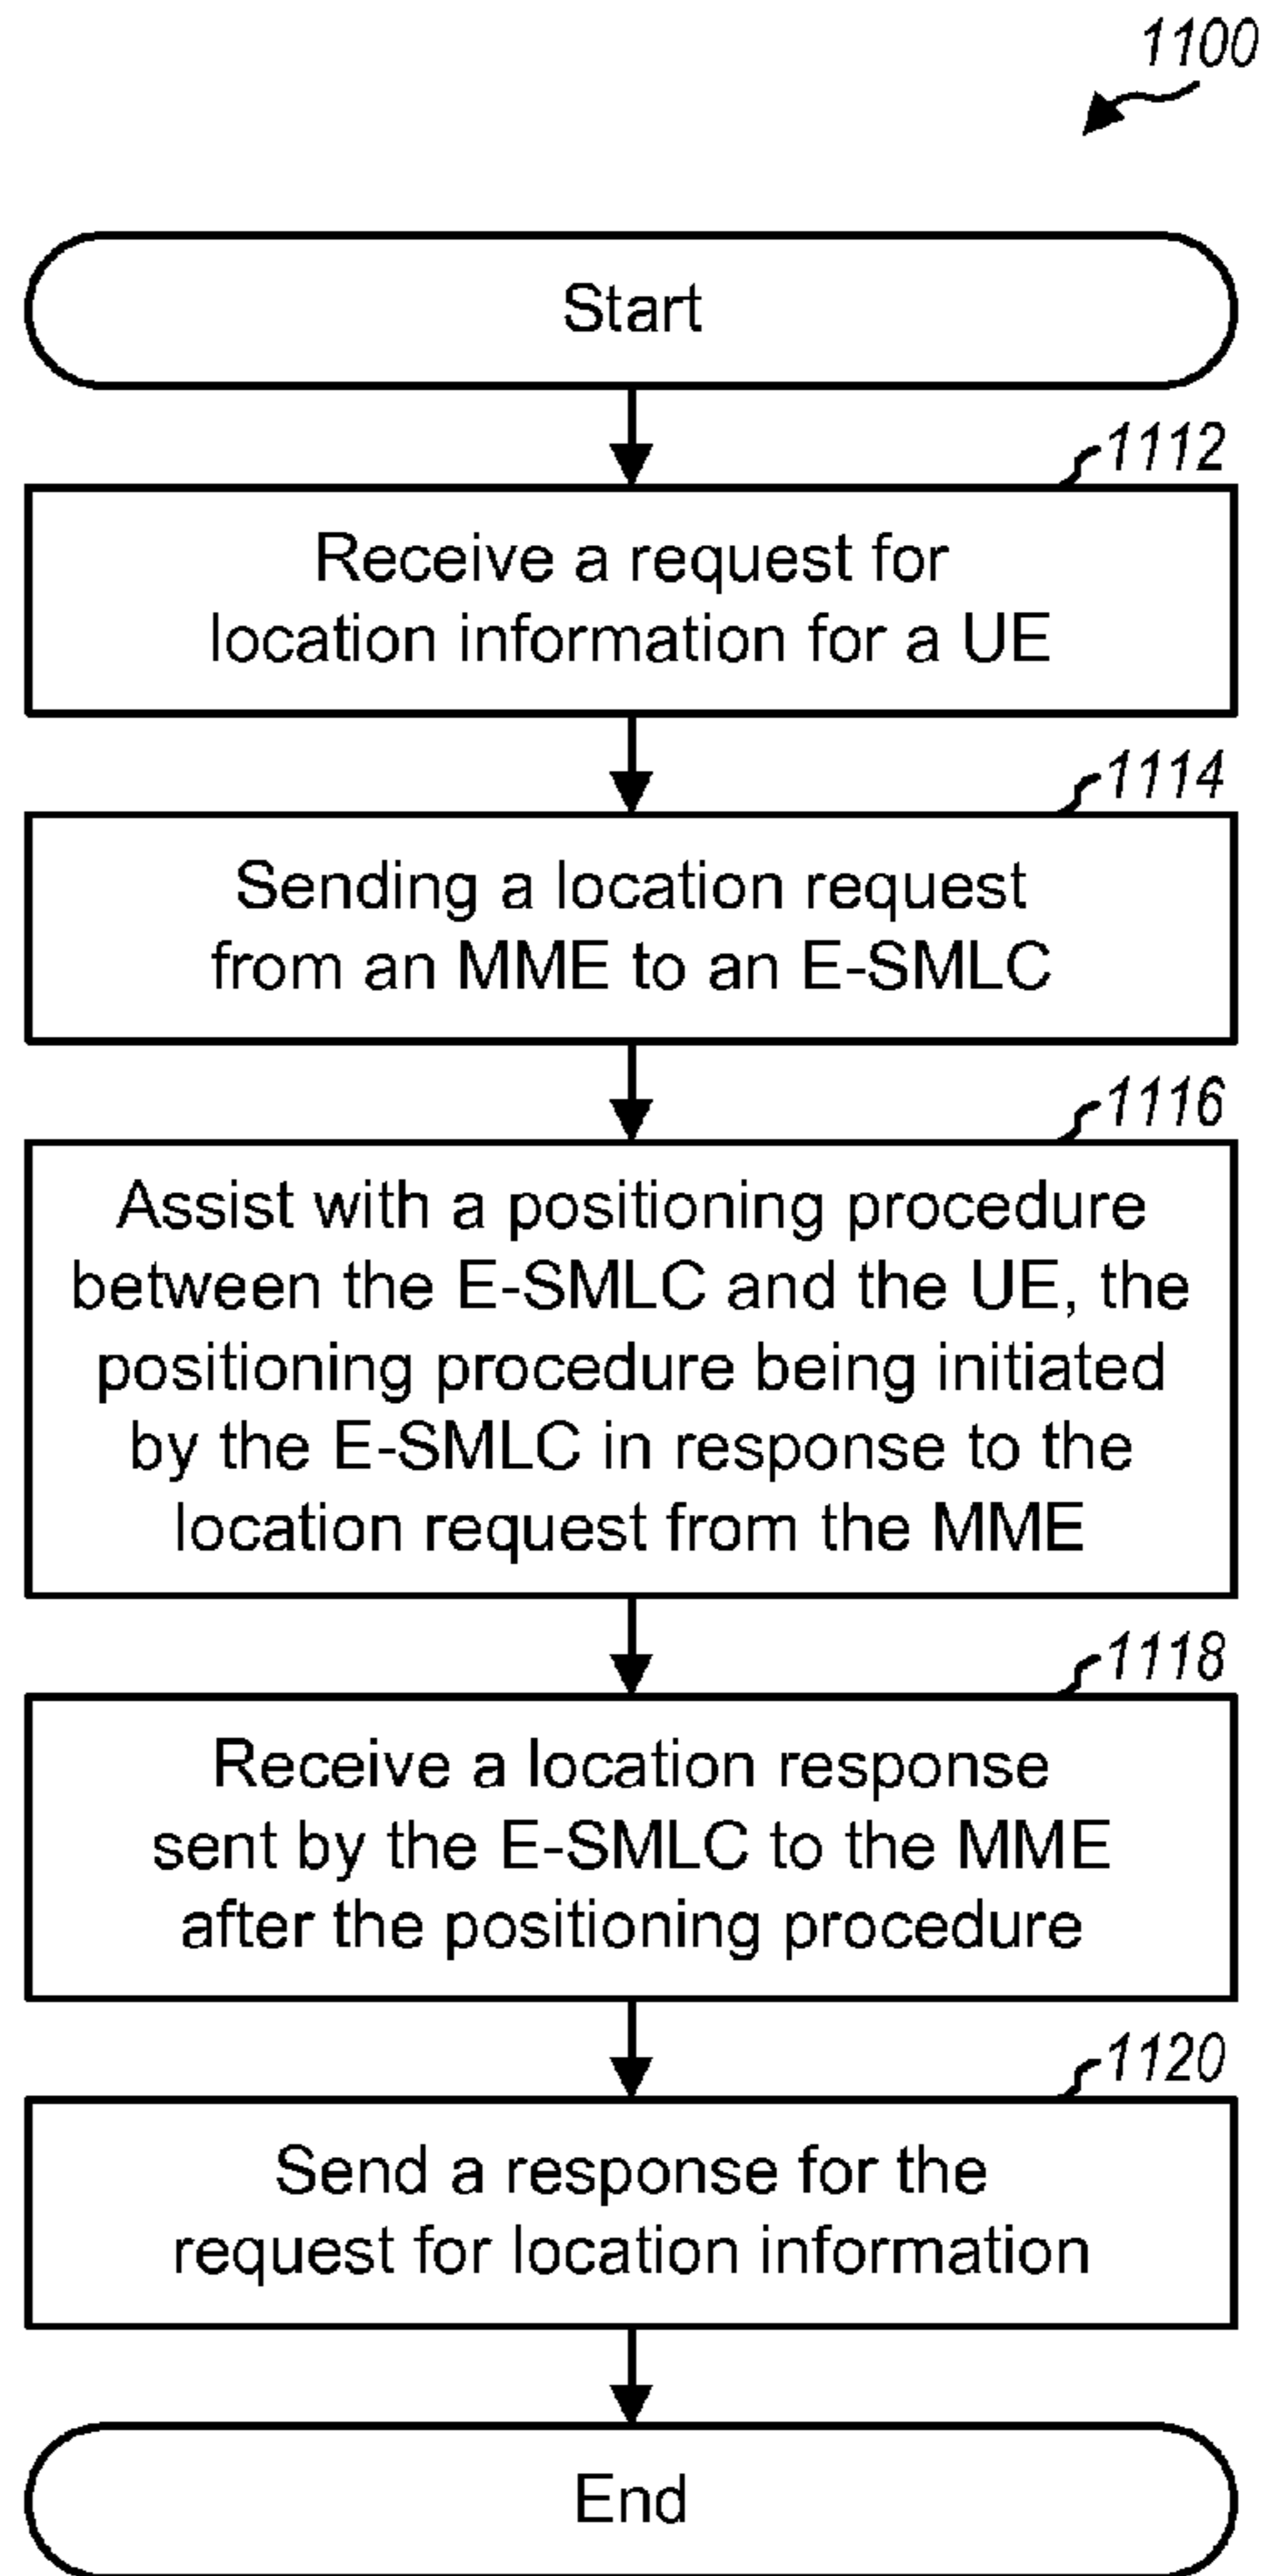 1100
Start
1112
Receive a request for
location information for a UE
1114
Sending a location request
from an MME to an E-SMLC
1116
Assist with a positioning procedure
between the E-SMLC and the UE, the
positioning procedure being initiated
by the E-SMLC in response to the
location request from the MME
1118
Receive a location response
sent by the E-SMLC to the MME
after the positioning procedure
1120
Send a response for the
request for location information
End